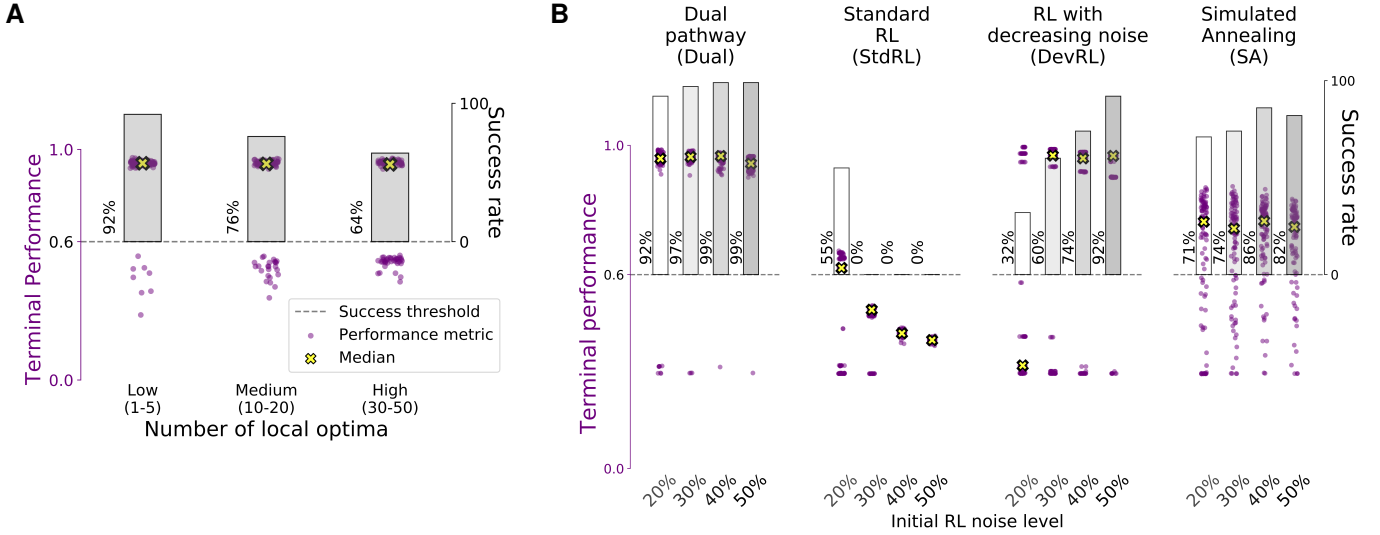 A
Terminal Performance
1.0
0.6
0.0
92%
76%
64%
100
0
Success rate
Success threshold
Performance metric
Median
Low
(1-5)
Medium
(10-20)
High
(30-50)
Number of local optima
B
Dual
pathway
(Dual)
Standard
RL
(StdRL)
RL with
decreasing noise
(DevRL)
Simulated
Annealing
(SA)
Terminal performance
1.0
0.6
0.0
92%
97%
99%
99%
55%
0%
0%
0%
32%
60%
74%
92%
71%
74%
86%
82%
100
0
Success rate
20%
30%
40%
50%
20%
30%
40%
50%
20%
30%
40%
50%
20%
30%
40%
50%
Initial RL noise level